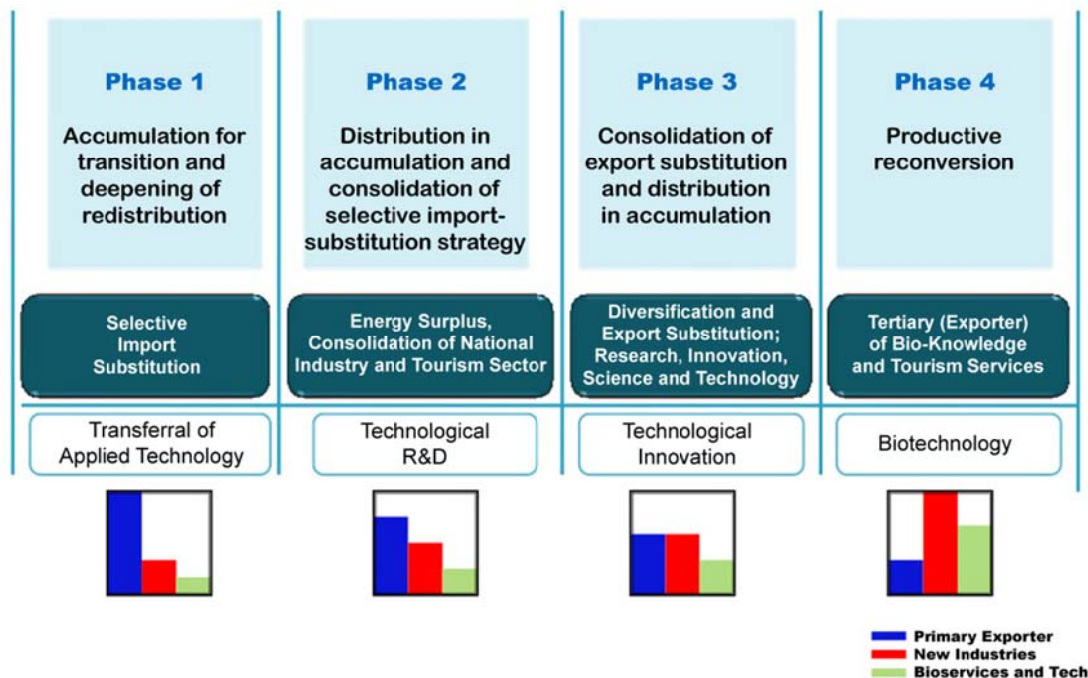 Phase 1
Accumulation for
transition and
deepening of
redistribution
Phase 2
Distribution in
accumulation and
consolidation of
selective import-
substitution strategy
Phase 3
Consolidation of
export substitution
and distribution
in accumulation
Phase 4
Productive
reconversion
Selective
Import
Substitution
Energy Surplus,
Consolidation of National
Industry and Tourism Sector
Diversification and
Export Substitution;
Research, Innovation,
Science and Technology
Tertiary (Exporter)
of Bio-Knowledge
and Tourism Services
Transferral of
Applied Technology
Technological
R&D
Technological
Innovation
Biotechnology
Primary Exporter
New Industries
Bioservices and Tech